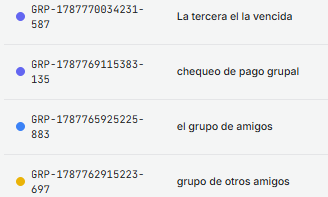 GRP-1787770034231-
587
La tercera el la vencida
GRP-1787769115383-
135
chequeo de pago grupal
GRP-1787765925225-
883
el grupo de amigos
GRP-1787762915223-
697
grupo de otros amigos